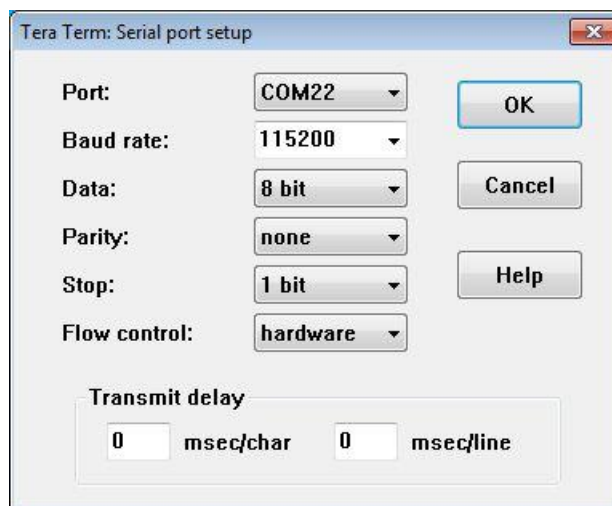 Tera Term: Serial port setup
Port: COM22 OK
Baud rate: 115200
Data: 8 bit Cancel
Parity: none
Stop: 1 bit Help
Flow control: hardware
Transmit delay
0 msec/char 0 msec/line